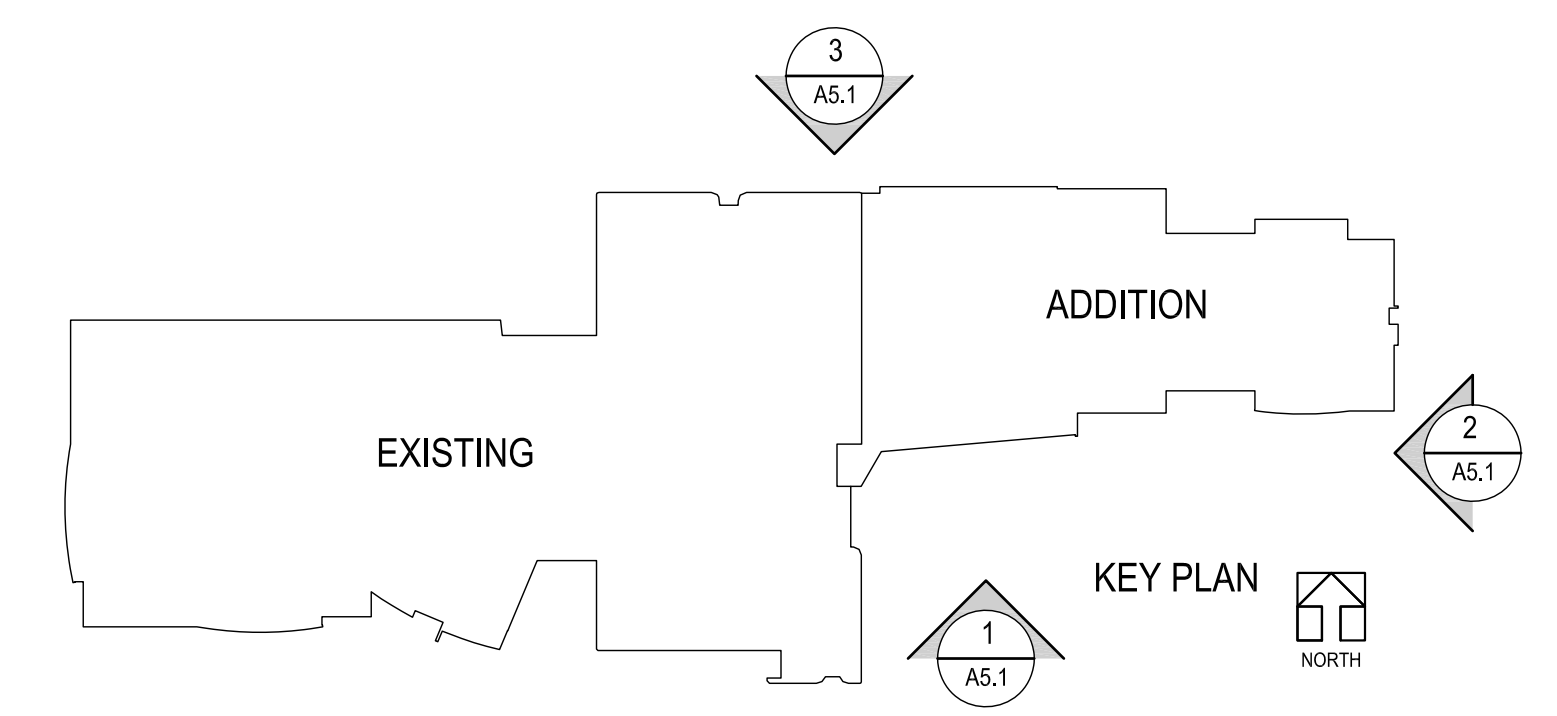 3
A5.1
ADDITION
EXISTING
2
A5.1
KEY PLAN
1
A5.1
NORTH